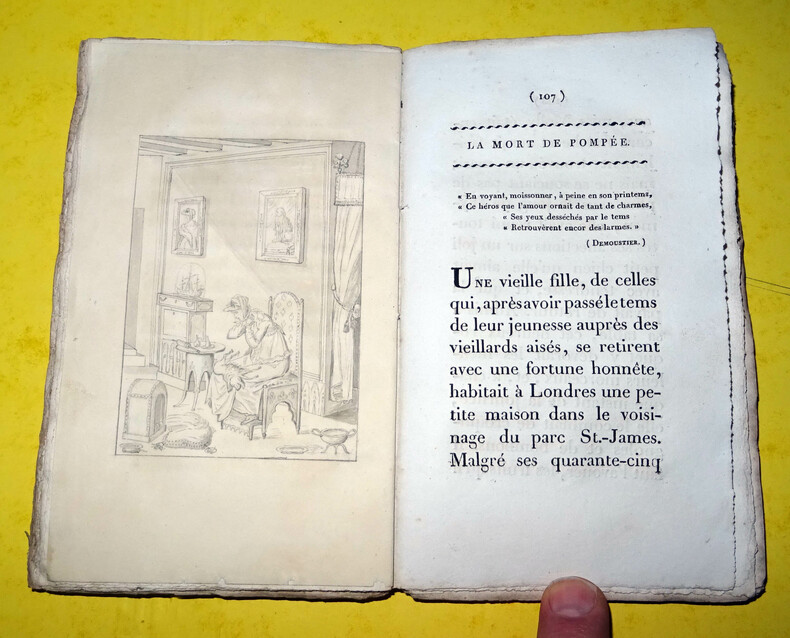 ( 107 )
LA MORT DE POMPÉE.
« En voyant, moissonner, à peine en son printems,
« Ce héros que l'amour ornait de tant de charmes,
« Ses yeux desséchés par le tems
« Retrouvèrent encor des larmes. »
( DEMOUSTIER. )
UNE vieille fille, de celles
qui, après avoir passé le tems
de leur jeunesse auprès des
vieillards aisés, se retirent
avec une fortune honnête,
habitait à Londres une pe-
tite maison dans le voisi-
nage du parc St.-James.
Malgré ses quarante-cinq